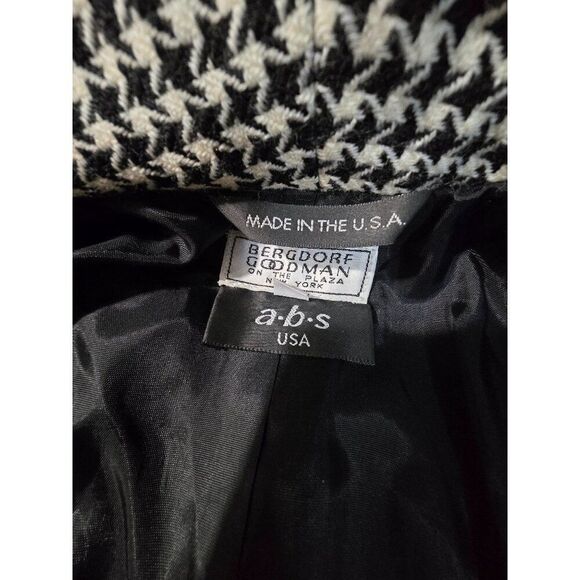 MADE IN THE U.S.A.
BERGDORF
GOODMAN
ON THE PLAZA
NEW YORK
a·b·s
USA